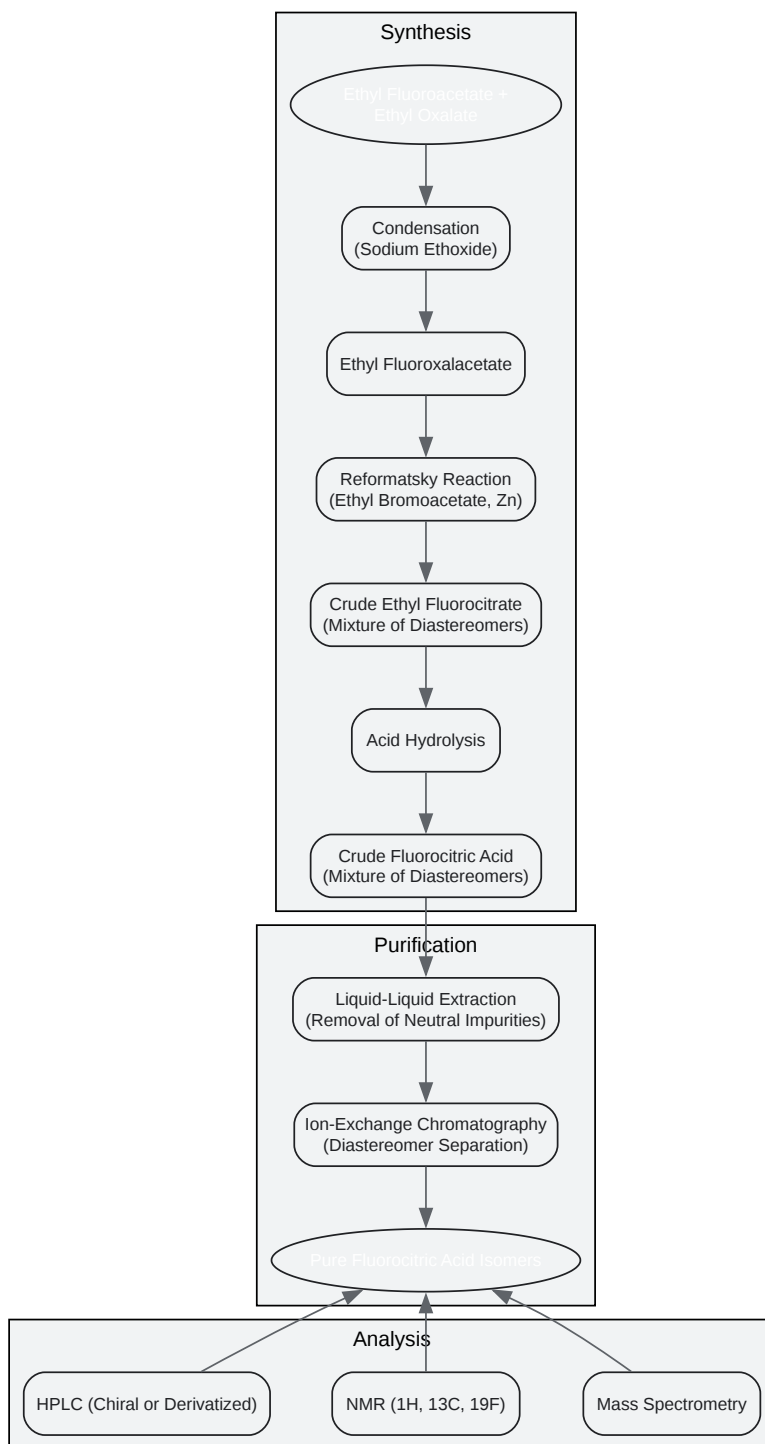 Synthesis
Ethyl Fluoroacetate +
Ethyl Oxalate
Condensation
(Sodium Ethoxide)
Ethyl Fluoroxalacetate
Reformatsky Reaction
(Ethyl Bromoacetate, Zn)
Crude Ethyl Fluorocitrate
(Mixture of Diastereomers)
Acid Hydrolysis
Crude Fluorocitric Acid
(Mixture of Diastereomers)
Purification
Liquid-Liquid Extraction
(Removal of Neutral Impurities)
Ion-Exchange Chromatography
(Diastereomer Separation)
Pure Fluorocitric Acid Isomers
Analysis
HPLC (Chiral or Derivatized)
NMR (1H, 13C, 19F)
Mass Spectrometry